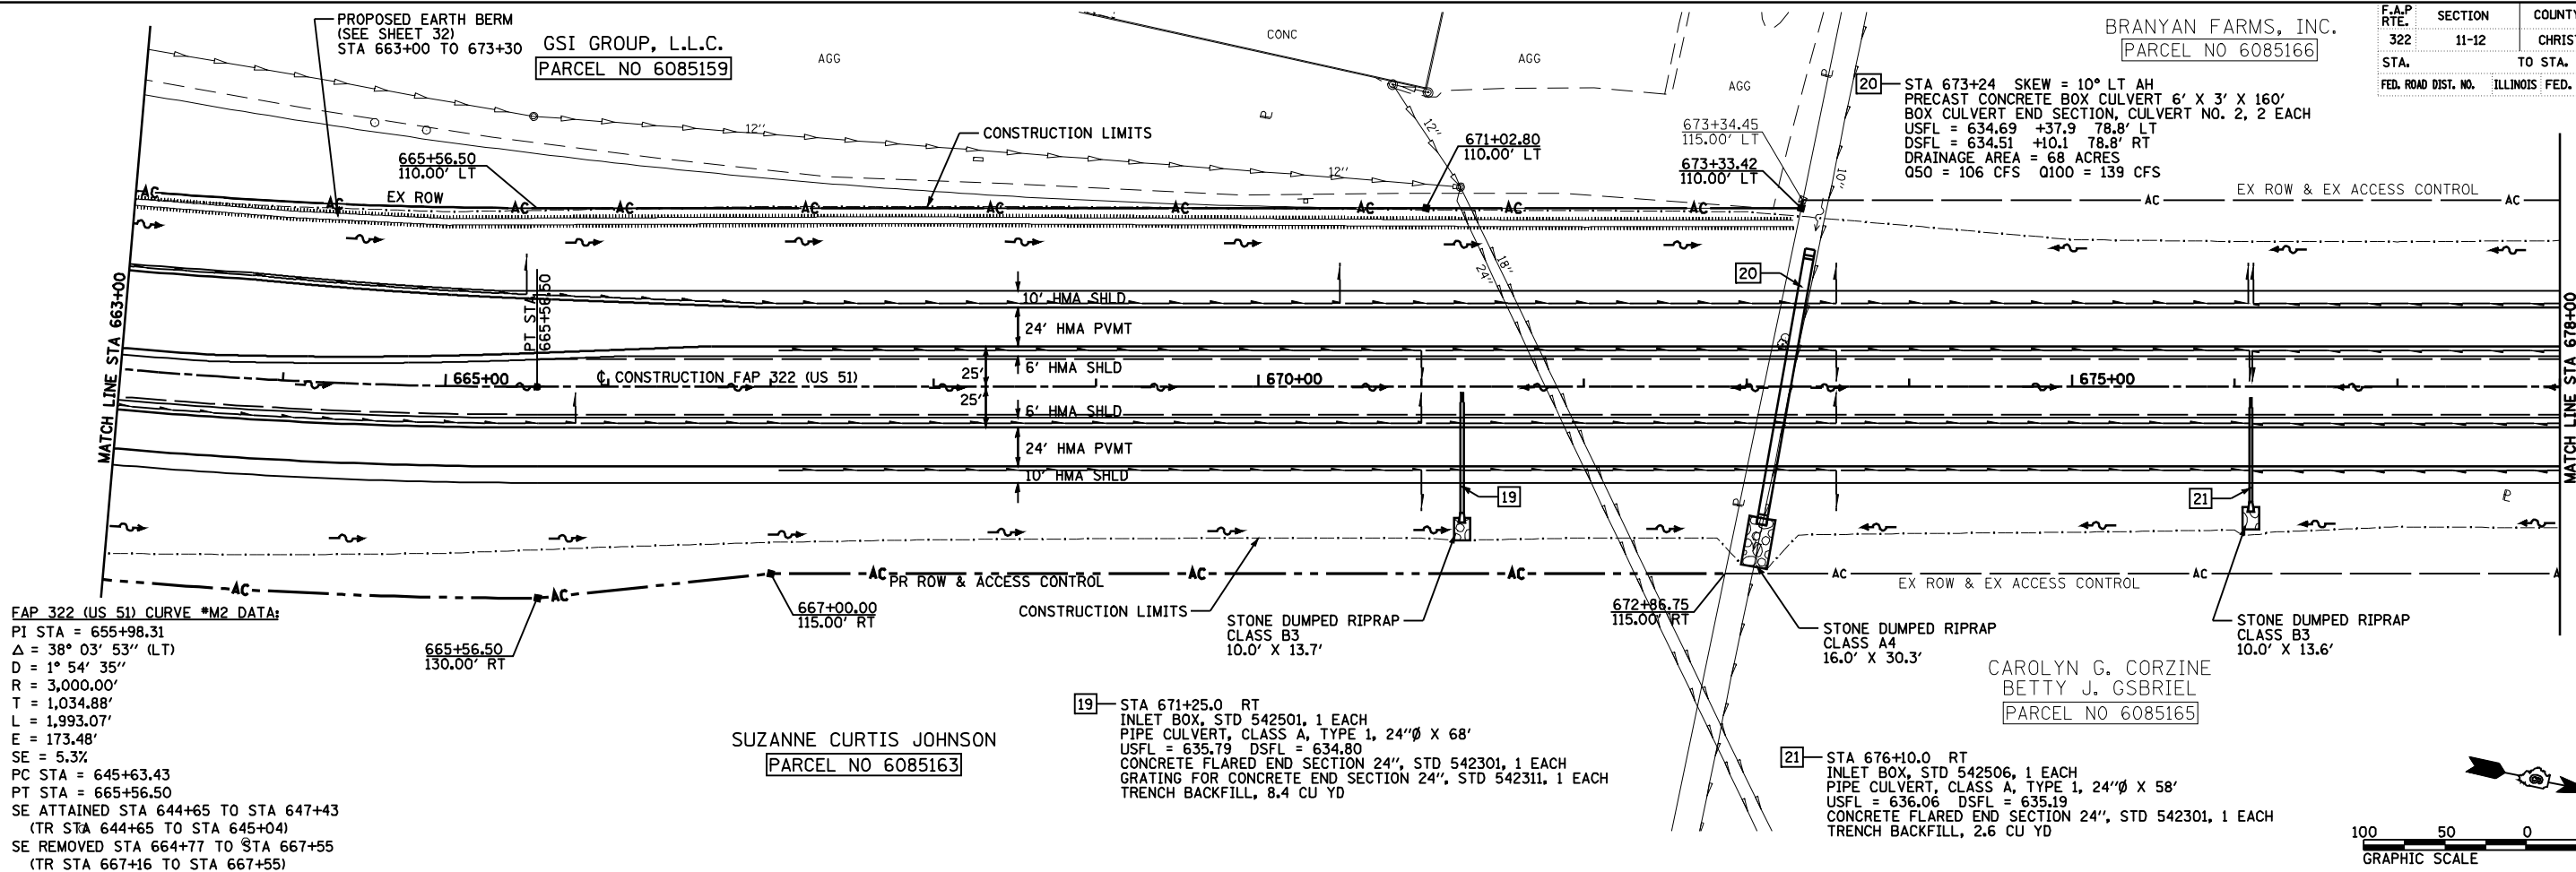 PROPOSED EARTH BERM
(SEE SHEET 32)
STA 663+00 TO 673+30
GSI GROUP, L.L.C.
PARCEL NO 6085159
AGG
CONC
AGG
AGG
BRANYAN FARMS, INC.
PARCEL NO 6085166
F.A.P RTE.
SECTION
COUNTY
322
11-12
CHRIST
STA.
TO STA.
FED. ROAD DIST. NO.
ILLINOIS
FED.
20
STA 673+24 SKEW = 10° LT AH
PRECAST CONCRETE BOX CULVERT 6' X 3' X 160'
BOX CULVERT END SECTION, CULVERT NO. 2, 2 EACH
USFL = 634.69 +37.9 78.8' LT
DSFL = 634.51 +10.1 78.8' RT
DRAINAGE AREA = 68 ACRES
Q50 = 106 CFS Q100 = 139 CFS
12"
12"
12"
10"
CONSTRUCTION LIMITS
665+56.50
110.00' LT
671+02.80
110.00' LT
673+34.45
115.00' LT
673+33.42
110.00' LT
EX ROW
AC
AC
AC
AC
AC
AC
AC
AC
AC
AC
EX ROW & EX ACCESS CONTROL
AC
AC
MATCH LINE STA 663+00
PT STA
665+56.50
18"
24"
20
10' HMA SHLD
24' HMA PVMT
6' HMA SHLD
25'
25'
665+00
℄ CONSTRUCTION FAP 322 (US 51)
670+00
675+00
6' HMA SHLD
24' HMA PVMT
10' HMA SHLD
19
21
MATCH LINE STA 678+00
AC
AC
AC
PR ROW & ACCESS CONTROL
AC
AC
AC
EX ROW & EX ACCESS CONTROL
AC
A
665+56.50
130.00' RT
667+00.00
115.00' RT
CONSTRUCTION LIMITS
STONE DUMPED RIPRAP
CLASS B3
10.0' X 13.7'
672+86.75
115.00' RT
STONE DUMPED RIPRAP
CLASS A4
16.0' X 30.3'
STONE DUMPED RIPRAP
CLASS B3
10.0' X 13.6'
FAP 322 (US 51) CURVE #M2 DATA:
PI STA = 655+98.31
Δ = 38° 03' 53" (LT)
D = 1° 54' 35"
R = 3,000.00'
T = 1,034.88'
L = 1,993.07'
E = 173.48'
SE = 5.3%
PC STA = 645+63.43
PT STA = 665+56.50
SE ATTAINED STA 644+65 TO STA 647+43
(TR STA 644+65 TO STA 645+04)
SE REMOVED STA 664+77 TO STA 667+55
(TR STA 667+16 TO STA 667+55)
SUZANNE CURTIS JOHNSON
PARCEL NO 6085163
19
STA 671+25.0 RT
INLET BOX, STD 542501, 1 EACH
PIPE CULVERT, CLASS A, TYPE 1, 24"Ø X 68'
USFL = 635.79 DSFL = 634.80
CONCRETE FLARED END SECTION 24", STD 542301, 1 EACH
GRATING FOR CONCRETE END SECTION 24", STD 542311, 1 EACH
TRENCH BACKFILL, 8.4 CU YD
CAROLYN G. CORZINE
BETTY J. GSBRIEL
PARCEL NO 6085165
21
STA 676+10.0 RT
INLET BOX, STD 542506, 1 EACH
PIPE CULVERT, CLASS A, TYPE 1, 24"Ø X 58'
USFL = 636.06 DSFL = 635.19
CONCRETE FLARED END SECTION 24", STD 542301, 1 EACH
TRENCH BACKFILL, 2.6 CU YD
100 50 0
GRAPHIC SCALE